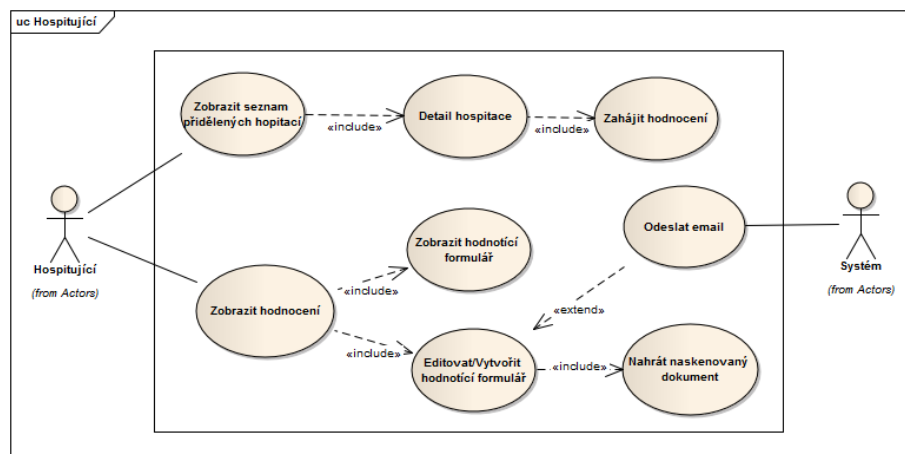 uc Hospitující
Zobrazit seznam
přidělených hopitací
«include»
Detail hospitace
«include»
Zahájit hodnocení
Hospitující
(from Actors)
Zobrazit hodnotící
formulář
Odeslat email
Systém
(from Actors)
Zobrazit hodnocení
«include»
«extend»
«include»
Editovat/Vytvořit
hodnotící formulář
«include»
Nahrát naskenovaný
dokument